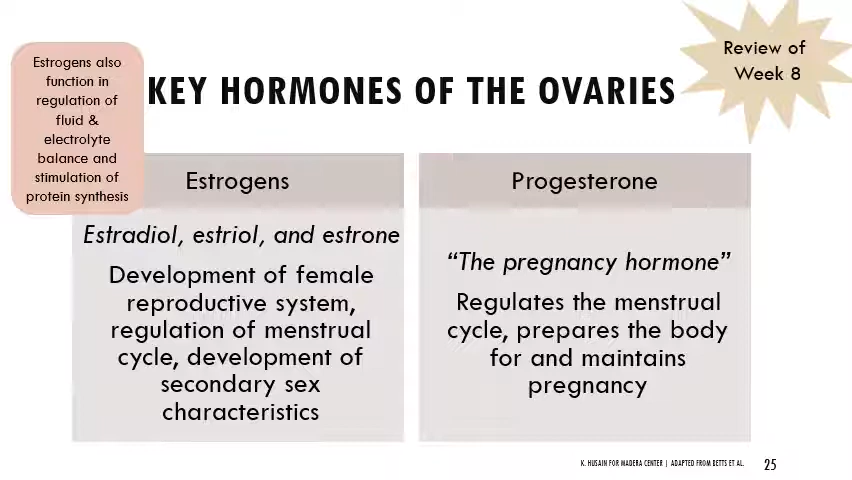 Review of
Week 8
Estrogens also
function in
regulation of
fluid &
electrolyte
balance and
stimulation of
protein synthesis
KEY HORMONES OF THE OVARIES
Estrogens
Estradiol, estriol, and estrone
Development of female
reproductive system,
regulation of menstrual
cycle, development of
secondary sex
characteristics
Progesterone
“The pregnancy hormone”
Regulates the menstrual
cycle, prepares the body
for and maintains
pregnancy
K. HUSAIN FOR MADERA CENTER | ADAPTED FROM BETTS ET AL.
25